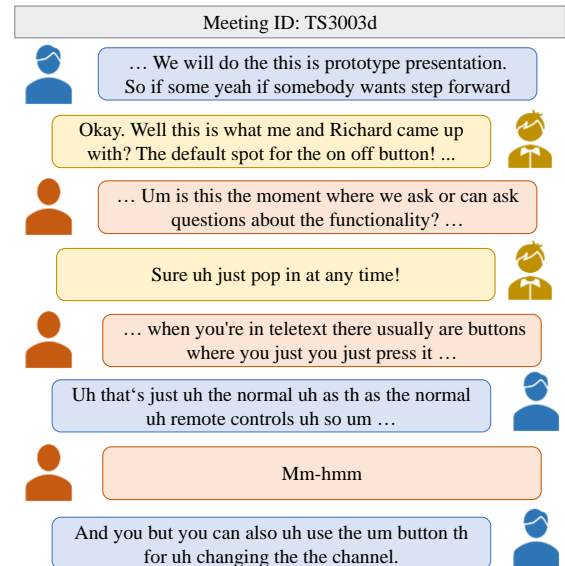 Meeting ID: TS3003d
… We will do the this is prototype presentation.
So if some yeah if somebody wants step forward
Okay. Well this is what me and Richard came up
with? The default spot for the on off button! ...
… Um is this the moment where we ask or can ask
questions about the functionality? …
Sure uh just pop in at any time!
… when you're in teletext there usually are buttons
where you just you just press it …
Uh that‘s just uh the normal uh as th as the normal
uh remote controls uh so um …
Mm-hmm
And you but you can also uh use the um button th
for uh changing the the channel.